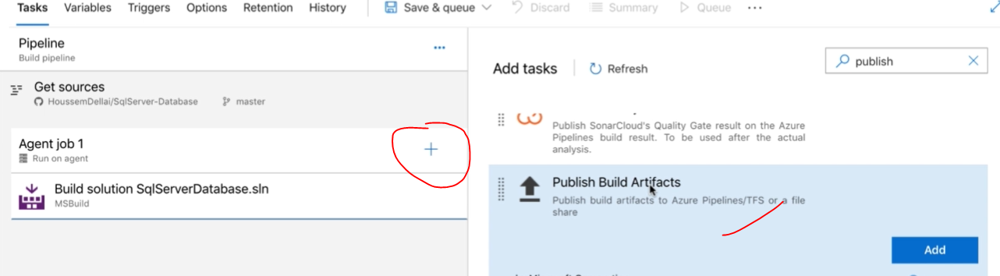 Tasks Variables Triggers Options Retention History Save & queue Discard Summary Queue ...
Pipeline
Build pipeline
Get sources
HoussemDellai/SqlServer-Database master
Agent job 1
Run on agent
Build solution SqlServerDatabase.sln
MSBuild
Add tasks Refresh publish
Publish SonarCloud's Quality Gate result on the Azure
Pipelines build result. To be used after the actual
analysis.
Publish Build Artifacts
Publish build artifacts to Azure Pipelines/TFS or a file
share
Add